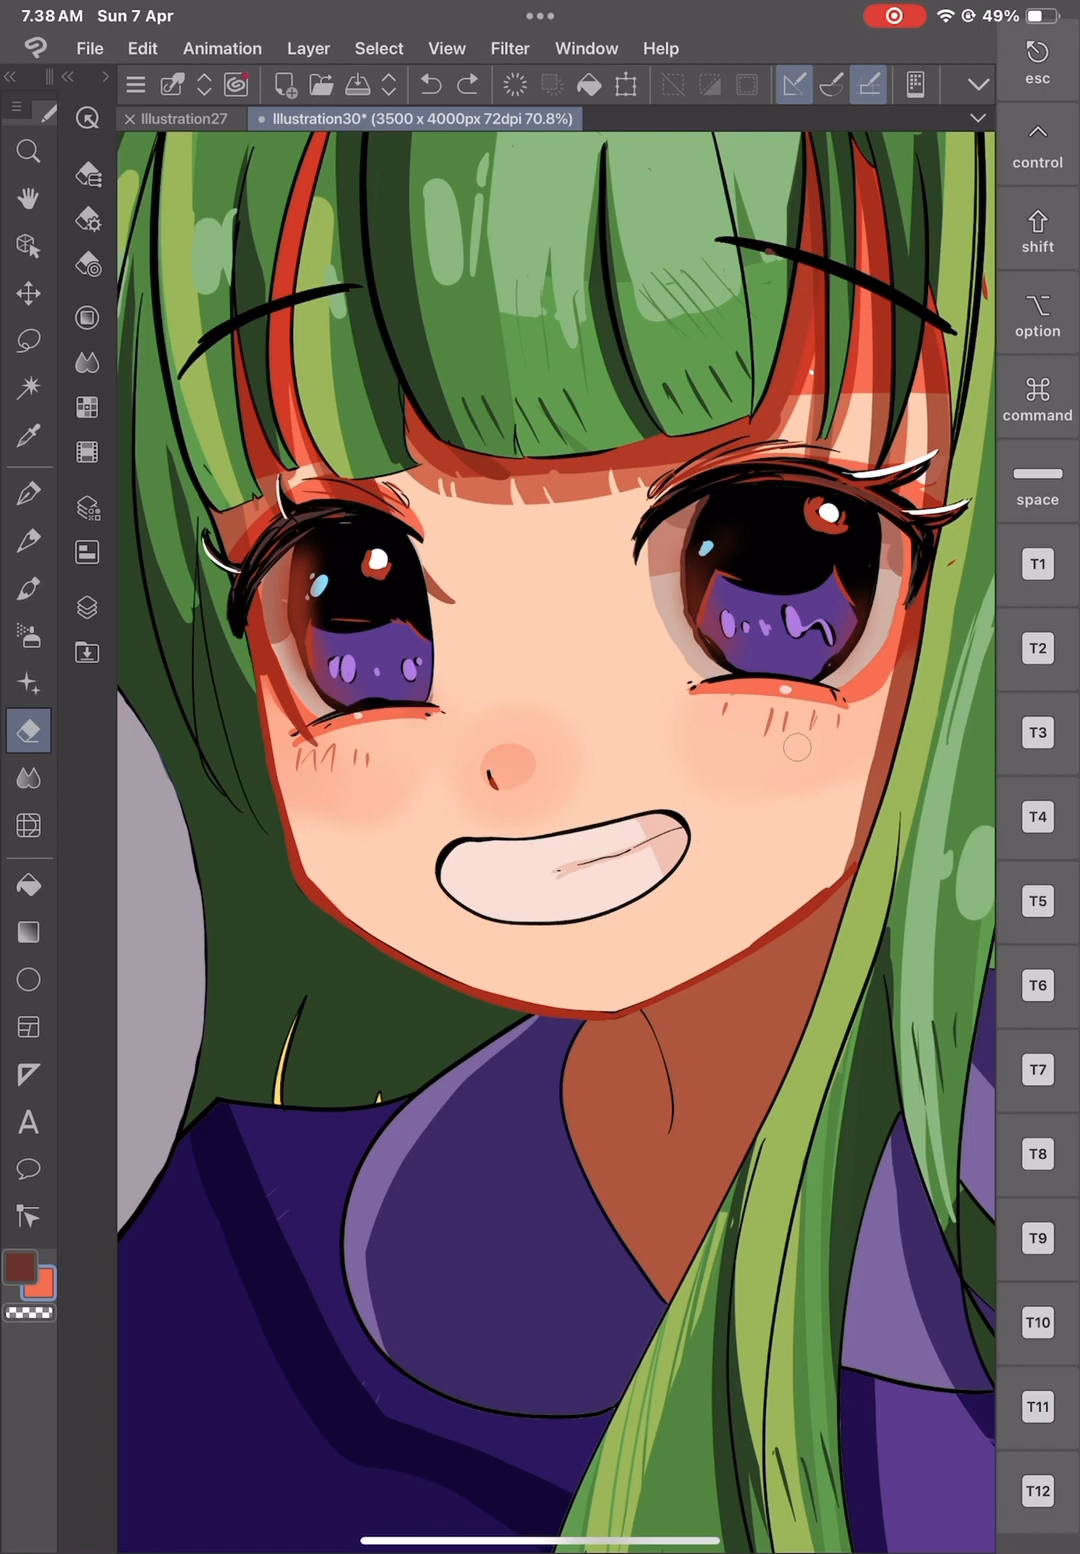 7.38 AM Sun 7 Apr
49%
File Edit Animation Layer Select View Filter Window Help
Illustration27
Illustration30* (3500 x 4000px 72dpi 70.8%)
A
esc
control
shift
option
command
space
T1
T2
T3
T4
T5
T6
T7
T8
T9
T10
T11
T12